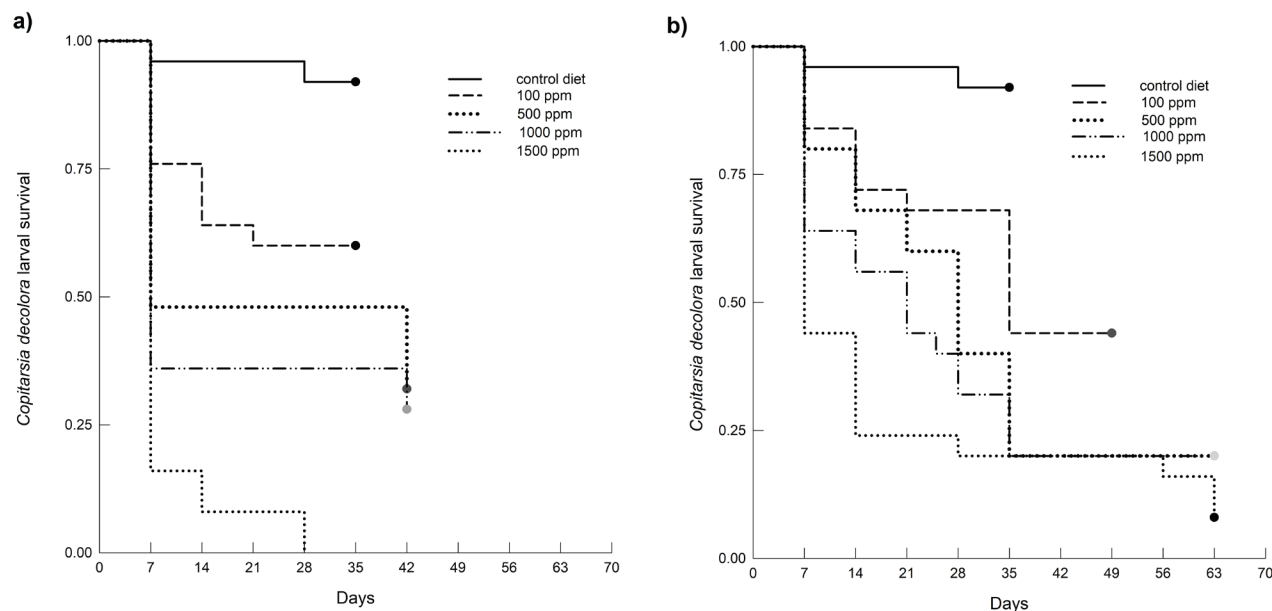 a)
1.00
0.75
0.50
0.25
0.00
Copitarsia decolora larval survival
control diet
100 ppm
500 ppm
1000 ppm
1500 ppm
0 7 14 21 28 35 42 49 56 63 70
Days
b)
1.00
0.75
0.50
0.25
0.00
Copitarsia decolora larval survival
control diet
100 ppm
500 ppm
1000 ppm
1500 ppm
0 7 14 21 28 35 42 49 56 63 70
Days